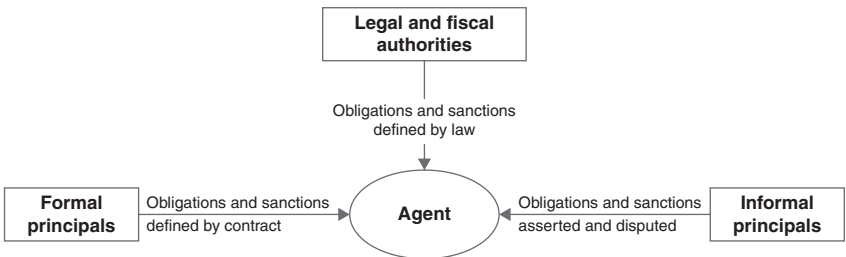 Legal and fiscal
authorities
Obligations and sanctions
defined by law
Formal
principals
Obligations and sanctions
defined by contract
Agent
Obligations and sanctions
asserted and disputed
Informal
principals